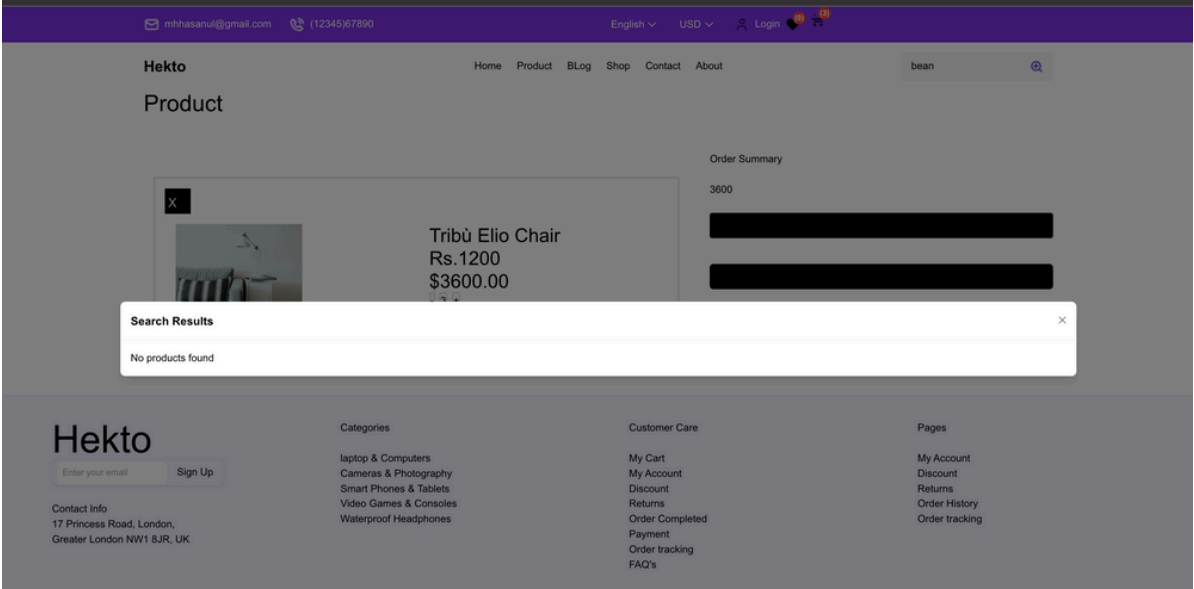 mhhasanul@gmail.com (12345)67890 English USD Login (0) (3)
Hekto Home Product BLog Shop Contact About bean
Product
Order Summary
3600
X
Tribù Elio Chair
Rs.1200
$3600.00
- 3 +
Search Results ×
No products found
Hekto
Enter your email Sign Up
Contact Info
17 Princess Road, London,
Greater London NW1 8JR, UK
Categories
laptop & Computers
Cameras & Photography
Smart Phones & Tablets
Video Games & Consoles
Waterproof Headphones
Customer Care
My Cart
My Account
Discount
Returns
Order Completed
Payment
Order tracking
FAQ's
Pages
My Account
Discount
Returns
Order History
Order tracking